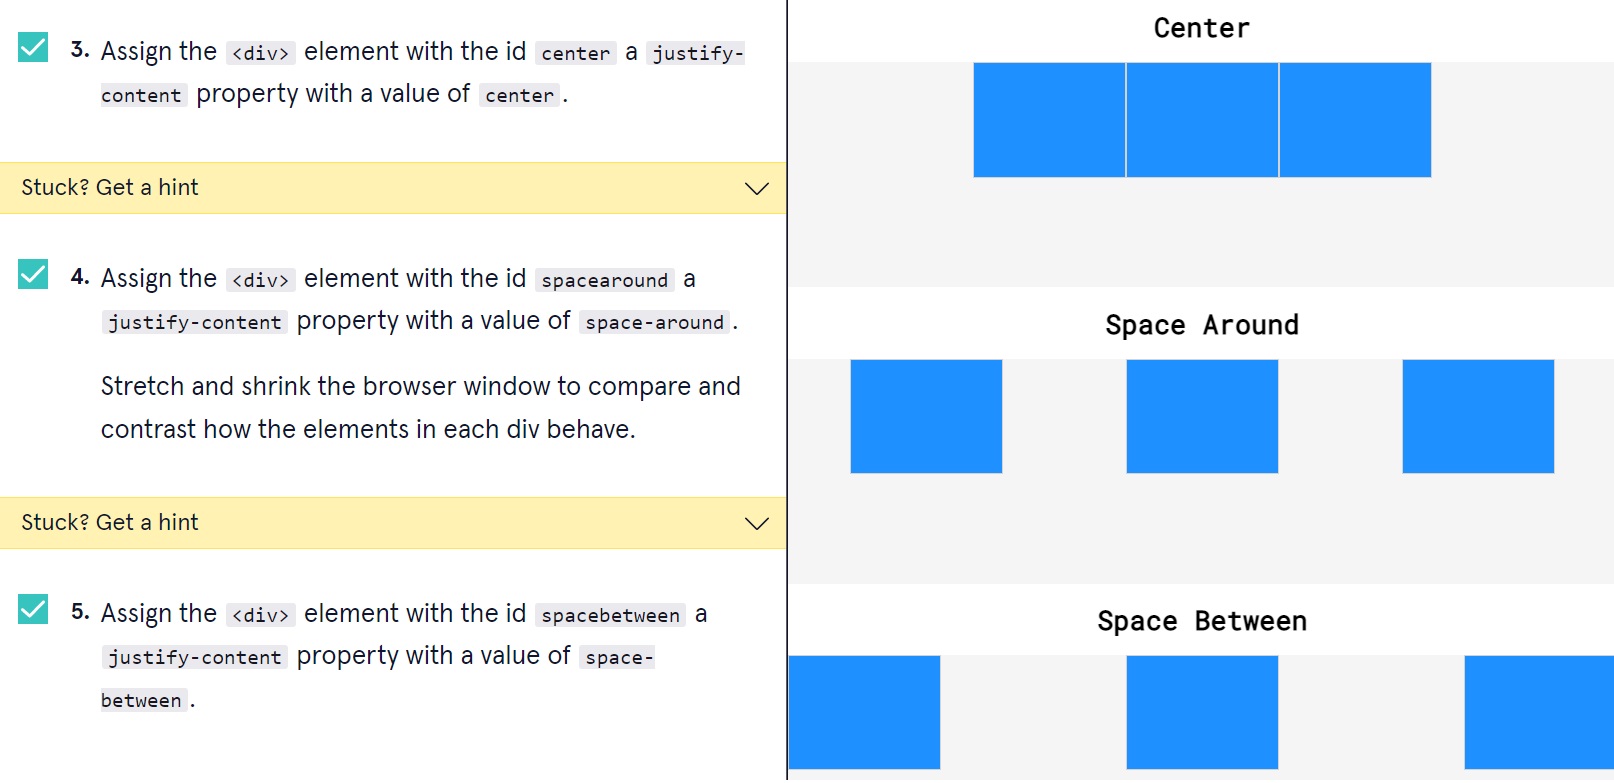 3. Assign the <div> element with the id center a justify-
content property with a value of center.
Stuck? Get a hint
4. Assign the <div> element with the id spacearound a
justify-content property with a value of space-around.
Stretch and shrink the browser window to compare and
contrast how the elements in each div behave.
Stuck? Get a hint
5. Assign the <div> element with the id spacebetween a
justify-content property with a value of space-
between.
Center
Space Around
Space Between